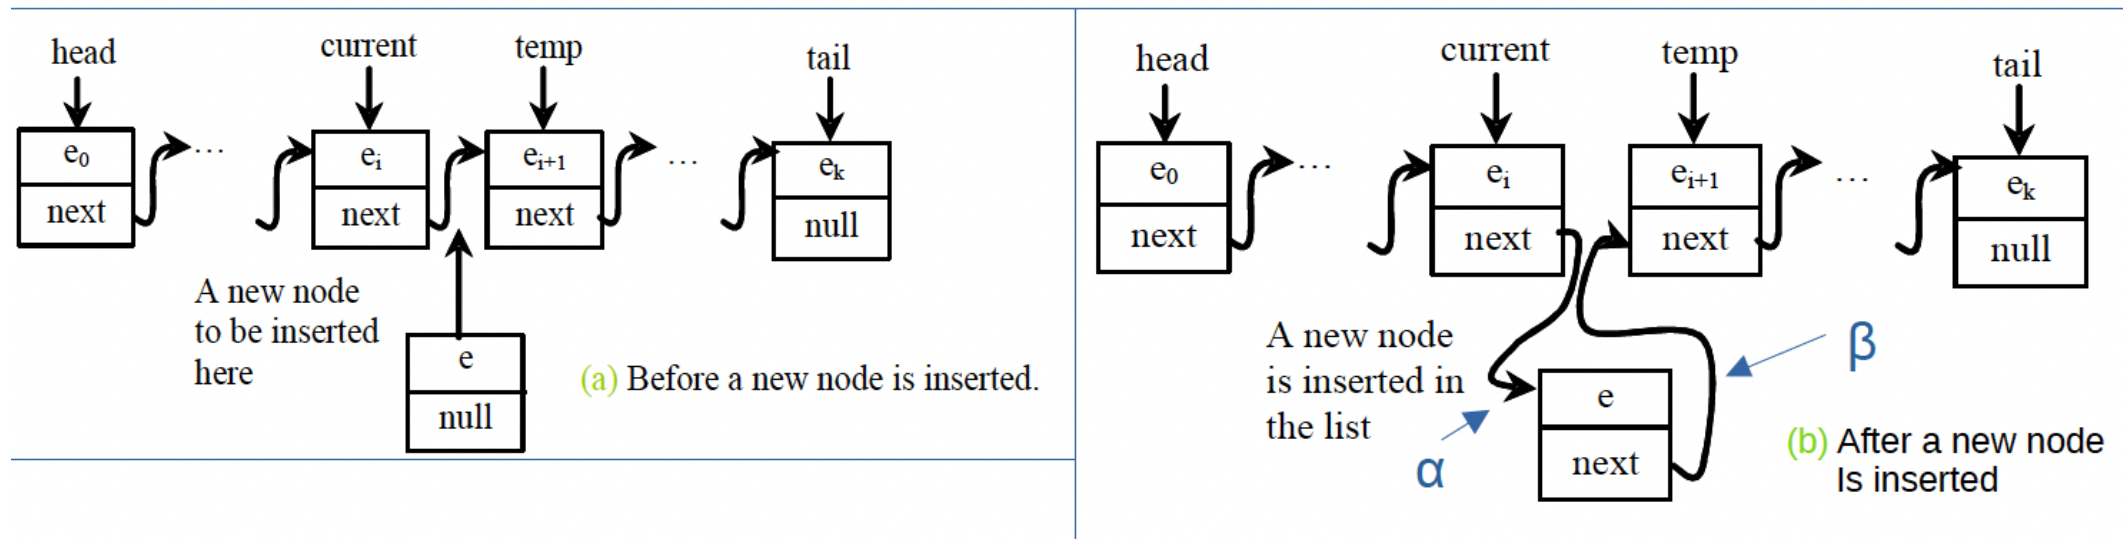 head
current
temp
tail
e₀
next
...
eᵢ
next
eᵢ₊₁
next
...
eₖ
null
A new node
to be inserted
here
e
null
(a) Before a new node is inserted.
head
current
temp
tail
e₀
next
...
eᵢ
next
eᵢ₊₁
next
...
eₖ
null
A new node
is inserted in
the list
α
e
next
β
(b) After a new node
Is inserted